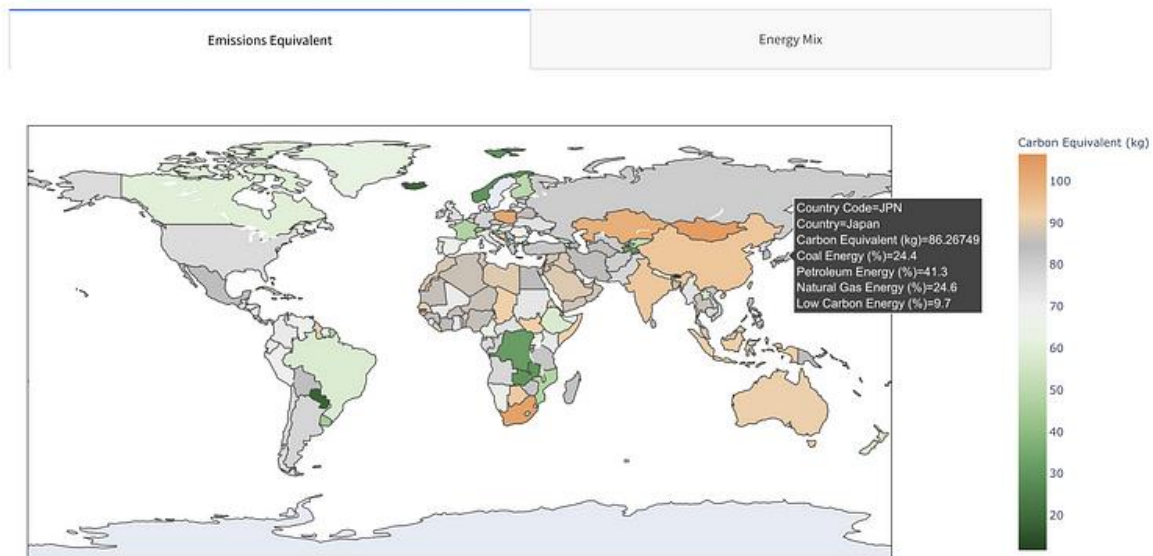 Emissions Equivalent
Energy Mix
Carbon Equivalent (kg)
100
90
80
70
60
50
40
30
20
Country Code=JPN
Country=Japan
Carbon Equivalent (kg)=86.26749
Coal Energy (%)=24.4
Petroleum Energy (%)=41.3
Natural Gas Energy (%)=24.6
Low Carbon Energy (%)=9.7